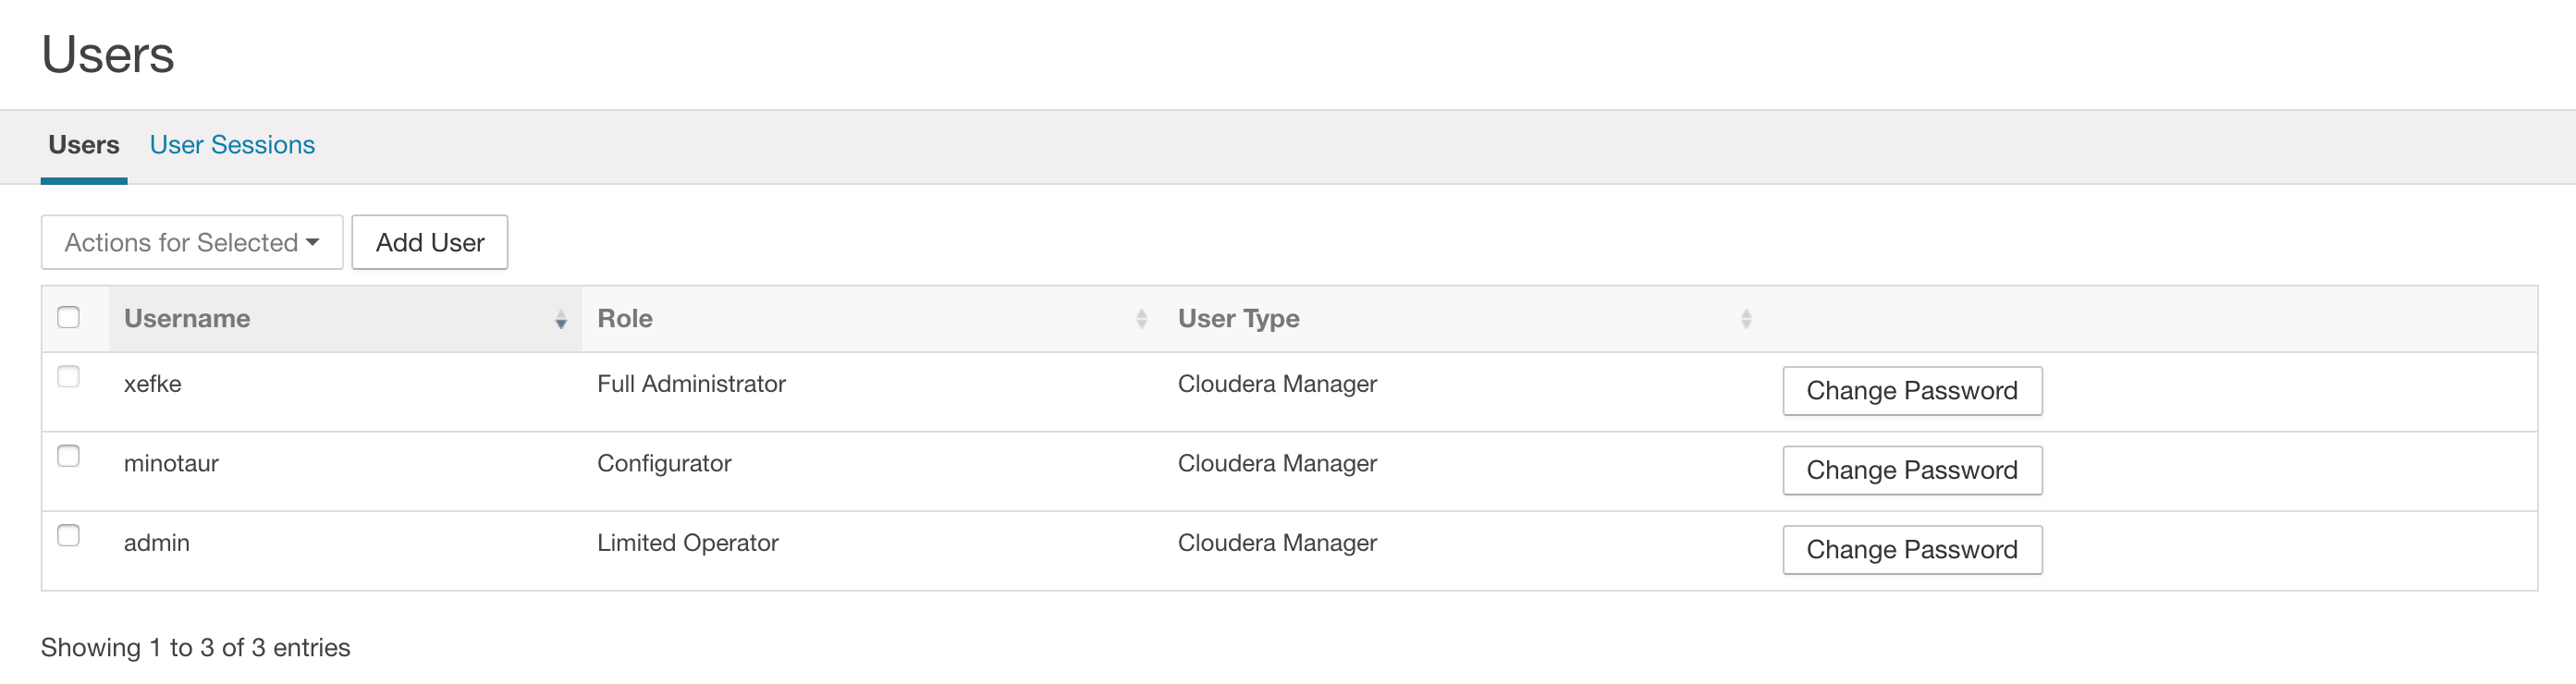 Users
Users User Sessions
Actions for Selected Add User
Username Role User Type
xefke Full Administrator Cloudera Manager Change Password
minotaur Configurator Cloudera Manager Change Password
admin Limited Operator Cloudera Manager Change Password
Showing 1 to 3 of 3 entries